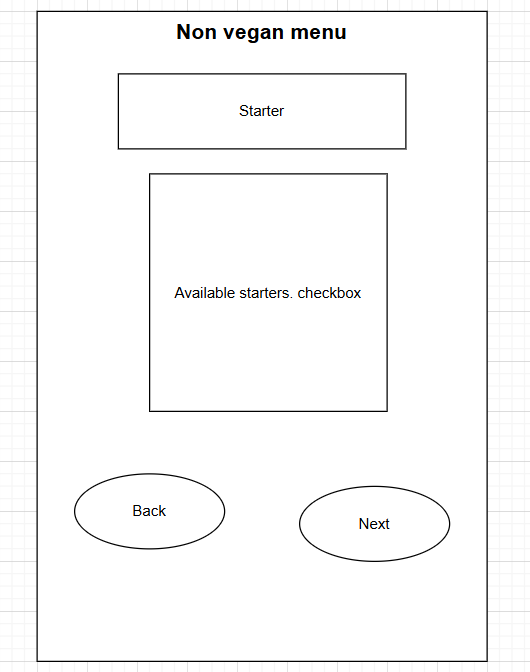 Non vegan menu
Starter
Available starters. checkbox
Back
Next